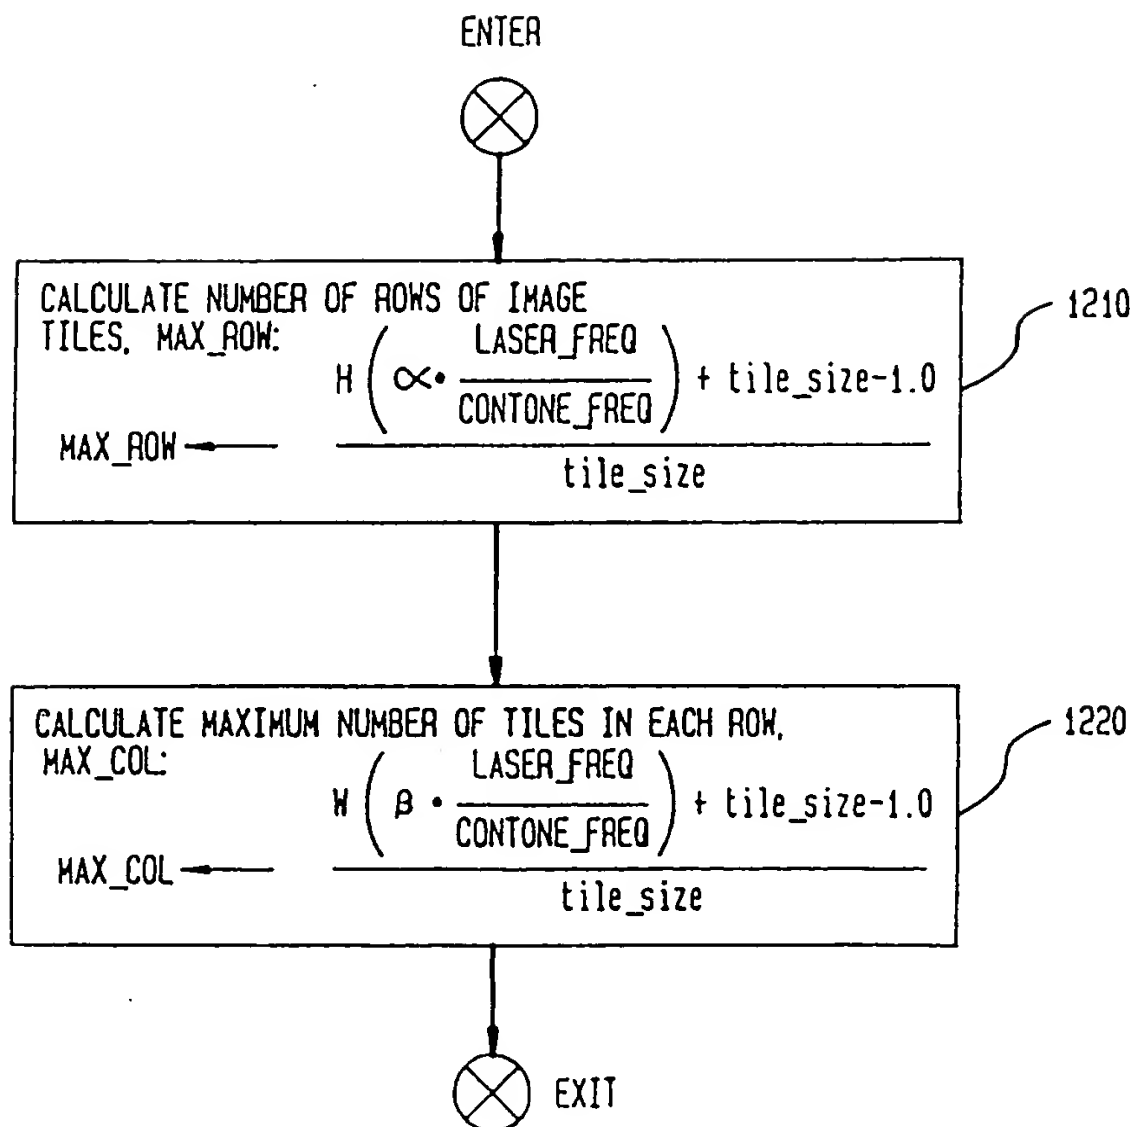 ENTER
CALCULATE NUMBER OF ROWS OF IMAGE
TILES, MAX_ROW:
MAX_ROW ← H ( ∝ • LASER_FREQ / CONTONE_FREQ ) + tile_size-1.0 / tile_size
1210
CALCULATE MAXIMUM NUMBER OF TILES IN EACH ROW,
MAX_COL:
MAX_COL ← W ( β • LASER_FREQ / CONTONE_FREQ ) + tile_size-1.0 / tile_size
1220
EXIT